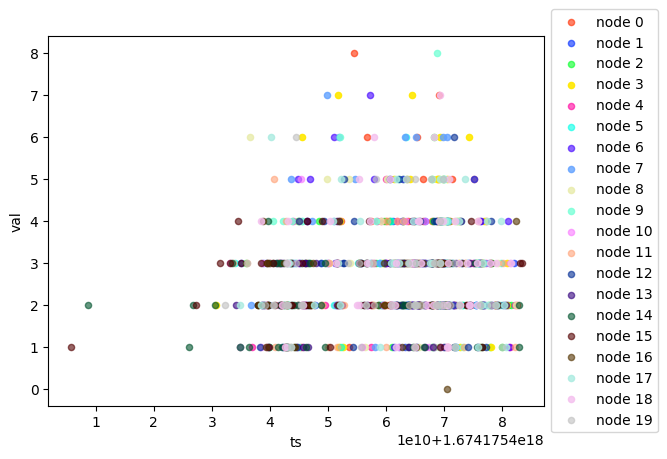 8
7
6
5
4
3
2
1
0
val
1
2
3
4
5
6
7
8
ts
1e10+1.6741754e18
node 0
node 1
node 2
node 3
node 4
node 5
node 6
node 7
node 8
node 9
node 10
node 11
node 12
node 13
node 14
node 15
node 16
node 17
node 18
node 19